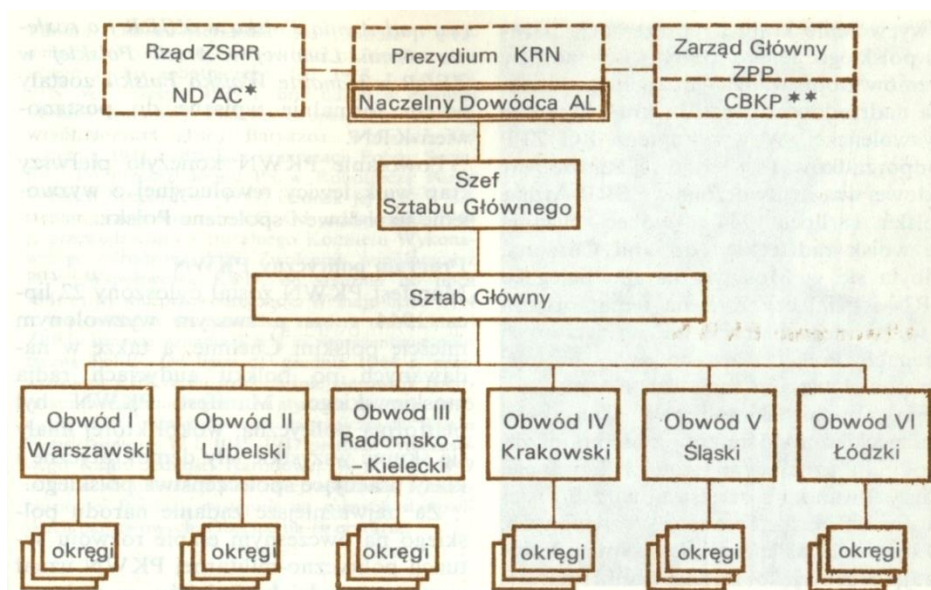 Rząd ZSRR
ND AC*
Prezydium KRN
Naczelny Dowódca AL
Zarząd Główny
ZPP
CBKP**
Szef
Sztabu Głównego
Sztab Główny
Obwód I
Warszawski
Obwód II
Lubelski
Obwód III
Radomsko-
-Kielecki
Obwód IV
Krakowski
Obwód V
Śląski
Obwód VI
Łódzki
okręgi
okręgi
okręgi
okręgi
okręgi
okręgi